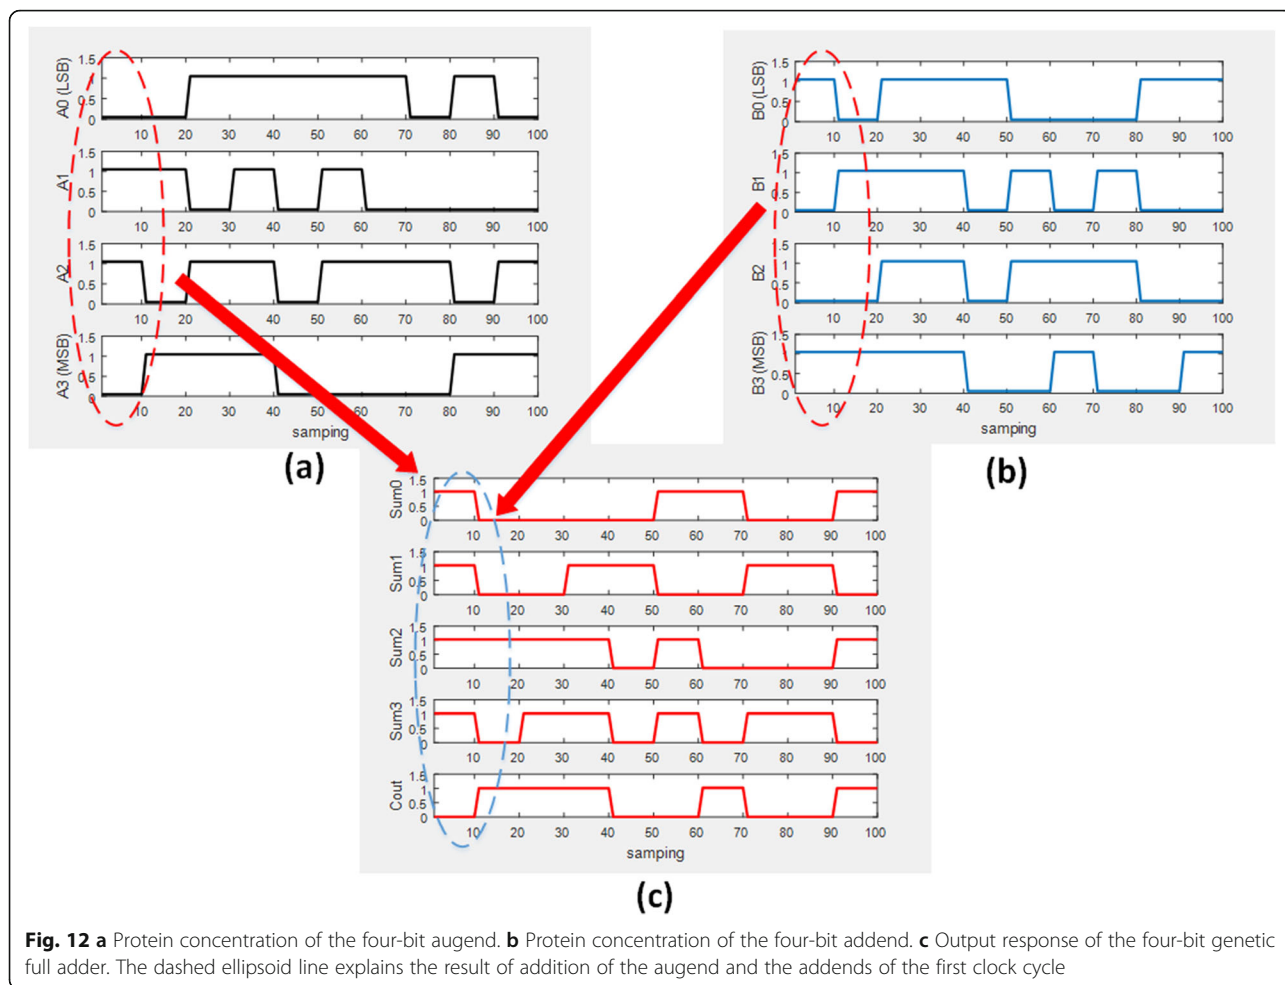 A0 (LSB)
1.5
1
0.5
0
10 20 30 40 50 60 70 80 90 100
A1
1.5
1
0.5
0
10 20 30 40 50 60 70 80 90 100
A2
1.5
1
0.5
0
10 20 30 40 50 60 70 80 90 100
A3 (MSB)
1.5
1
0.5
0
10 20 30 40 50 60 70 80 90 100
samping
(a)
B0 (LSB)
1.5
1
0.5
0
10 20 30 40 50 60 70 80 90 100
B1
1.5
1
0.5
0
10 20 30 40 50 60 70 80 90 100
B2
1.5
1
0.5
0
10 20 30 40 50 60 70 80 90 100
B3 (MSB)
1.5
1
0.5
0
10 20 30 40 50 60 70 80 90 100
samping
(b)
Sum0
1.5
1
0.5
0
10 20 30 40 50 60 70 80 90 100
Sum1
1.5
1
0.5
0
10 20 30 40 50 60 70 80 90 100
Sum2
1.5
1
0.5
0
10 20 30 40 50 60 70 80 90 100
Sum3
1.5
1
0.5
0
10 20 30 40 50 60 70 80 90 100
Cout
1.5
1
0.5
0
10 20 30 40 50 60 70 80 90 100
samping
(c)
Fig. 12 a Protein concentration of the four-bit augend. b Protein concentration of the four-bit addend. c Output response of the four-bit genetic
full adder. The dashed ellipsoid line explains the result of addition of the augend and the addends of the first clock cycle